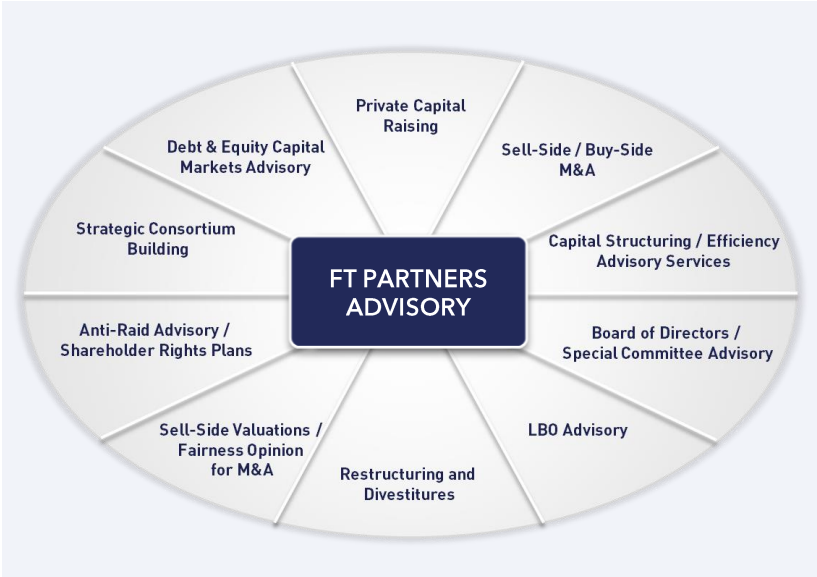 Private Capital
Raising
Sell-Side / Buy-Side
M&A
Capital Structuring / Efficiency
Advisory Services
Board of Directors /
Special Committee Advisory
LBO Advisory
Restructuring and
Divestitures
Sell-Side Valuations /
Fairness Opinion
for M&A
Anti-Raid Advisory /
Shareholder Rights Plans
Strategic Consortium
Building
Debt & Equity Capital
Markets Advisory
FT PARTNERS
ADVISORY